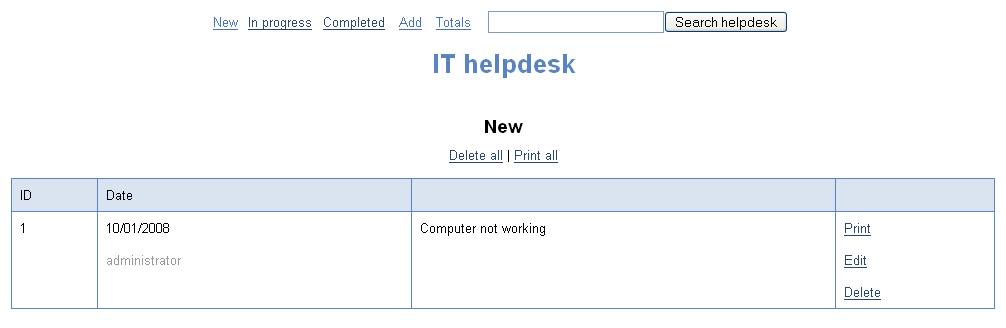 New In progress Completed Add Totals Search helpdesk
IT helpdesk
New
Delete all | Print all
ID Date
1 10/01/2008 Computer not working Print
administrator Edit
Delete